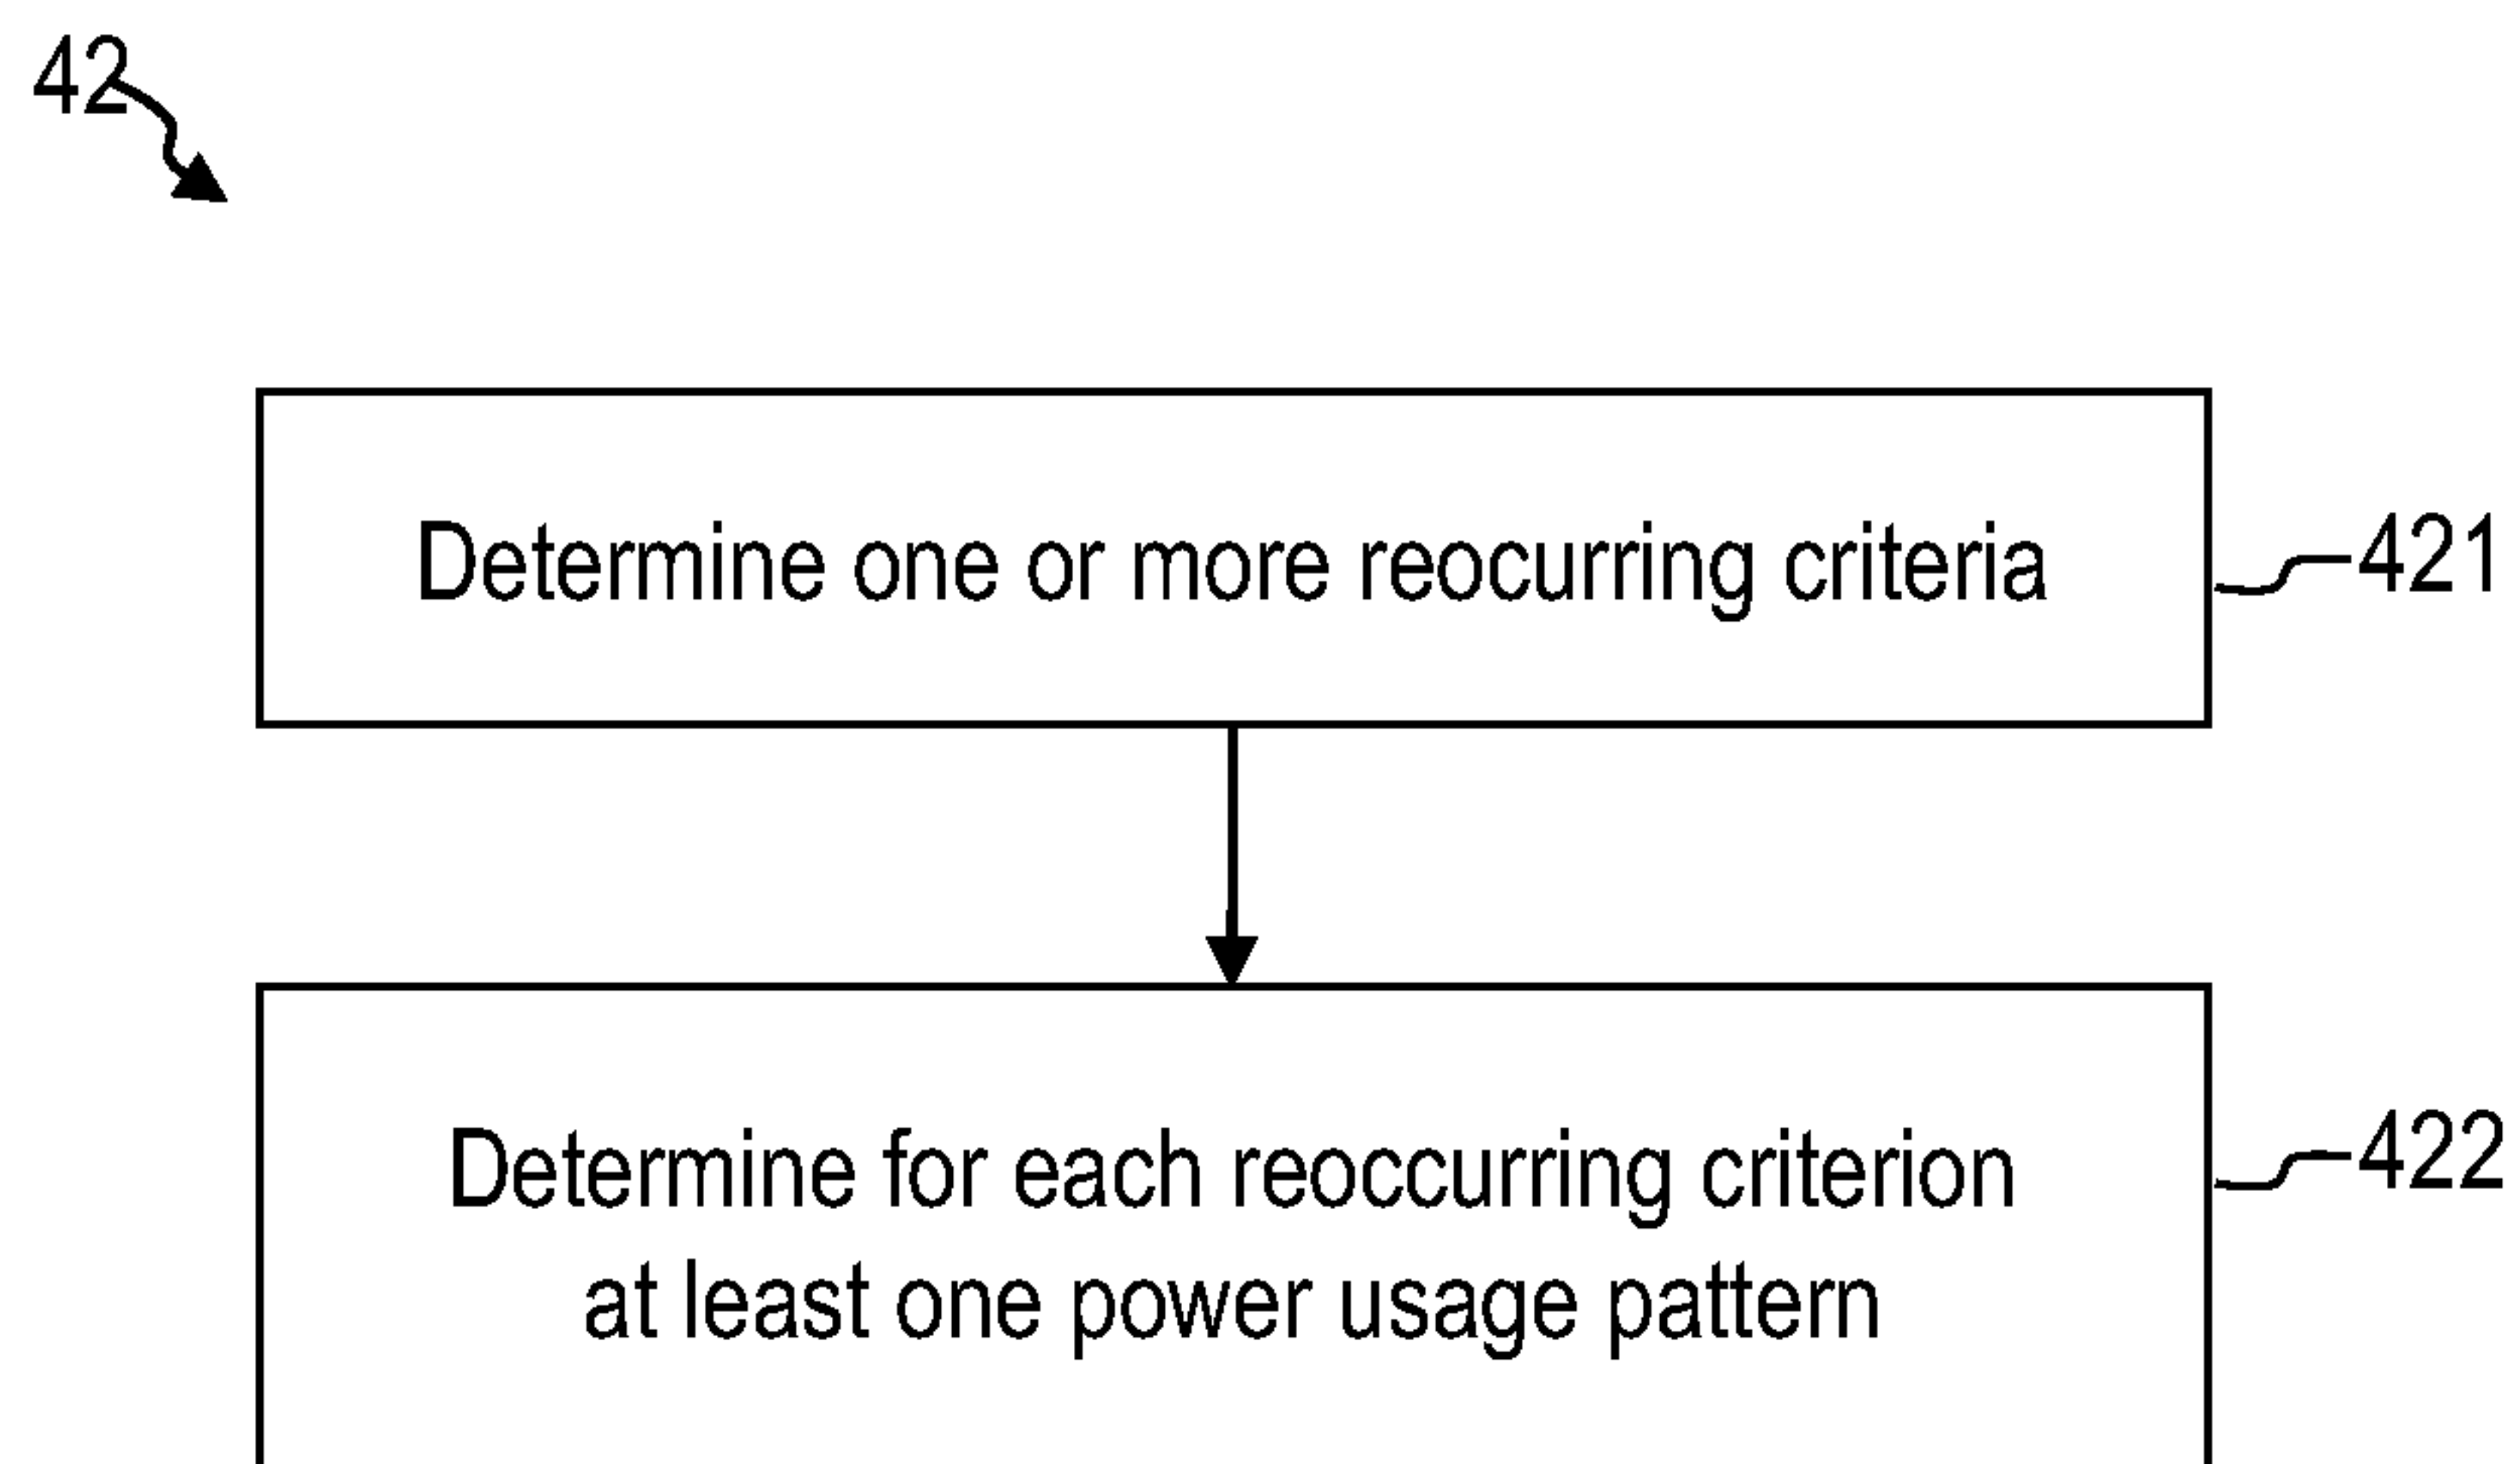 42
Determine one or more reocurring criteria
421
Determine for each reoccurring criterion
at least one power usage pattern
422